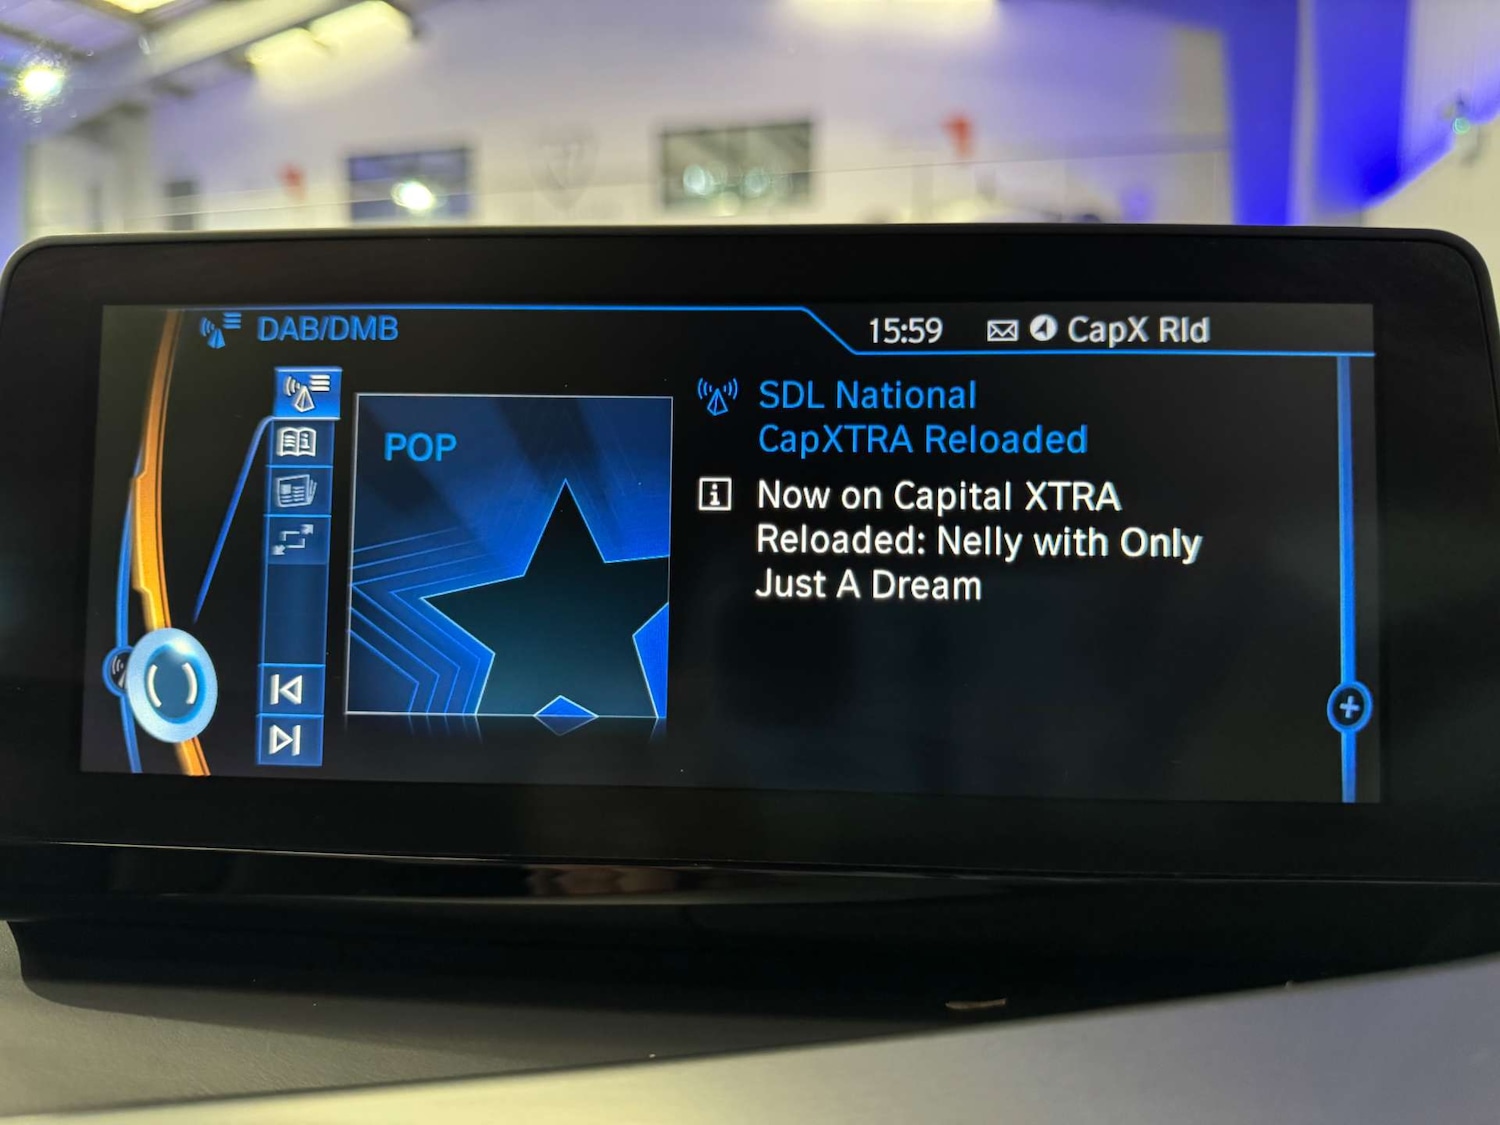 DAB/DMB
15:59
CapX Rld
POP
SDL National
CapXTRA Reloaded
Now on Capital XTRA
Reloaded: Nelly with Only
Just A Dream